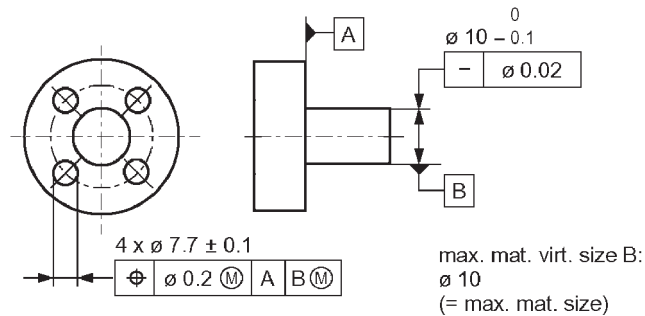 A
0
ø 10 – 0.1
– ø 0.02
B
4 x ø 7.7 ± 0.1
⌖ ø 0.2 Ⓜ A B Ⓜ
max. mat. virt. size B:
ø 10
(= max. mat. size)